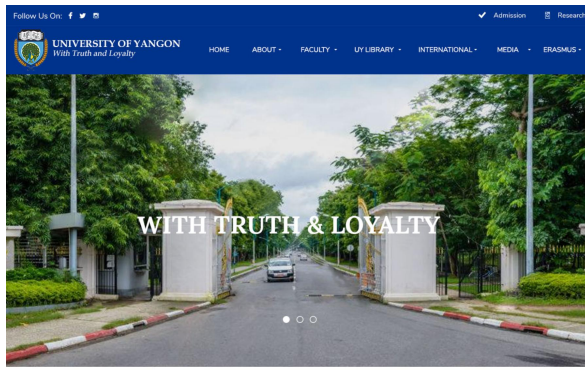 Follow Us On:
Admission
Research
UNIVERSITY OF YANGON
With Truth and Loyalty
HOME
ABOUT
FACULTY
UY LIBRARY
INTERNATIONAL
MEDIA
ERASMUS
WITH TRUTH & LOYALTY